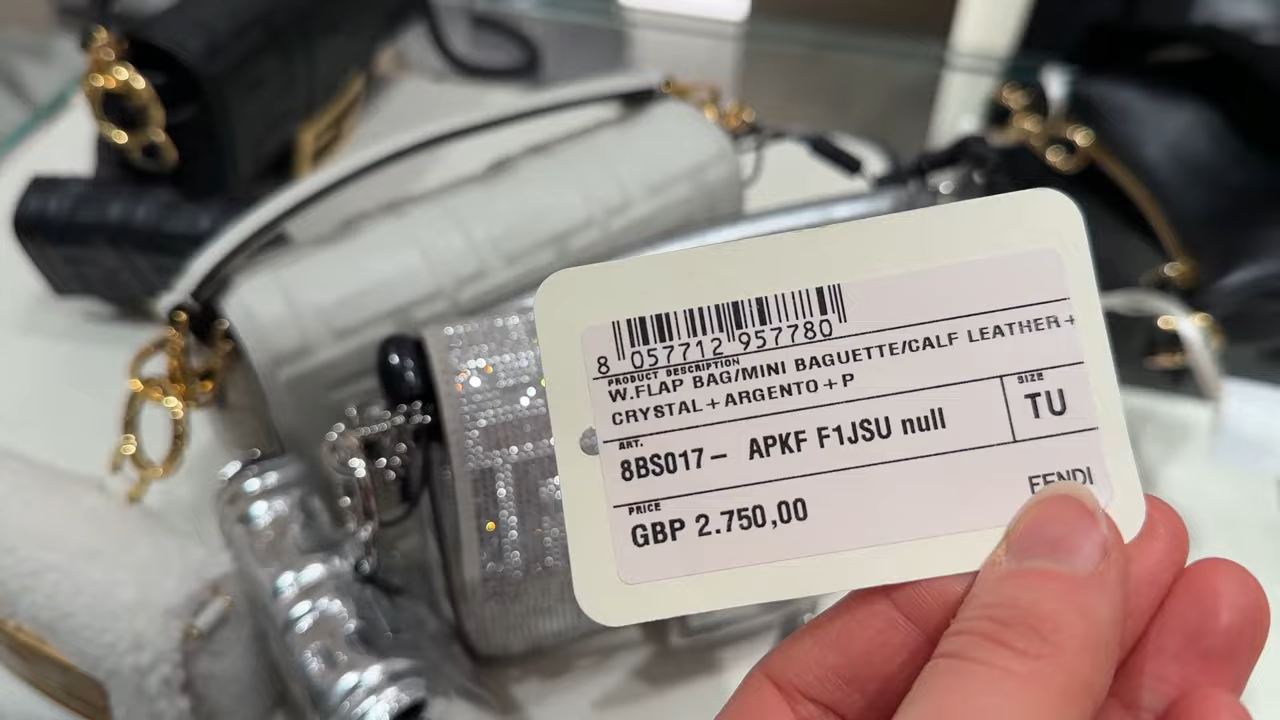 8 057712 957780
PRODUCT DESCRIPTION
W.FLAP BAG/MINI BAGUETTE/CALF LEATHER+
CRYSTAL+ARGENTO+P
SIZE
TU
ART.
8BS017- APKF F1JSU null
PRICE
GBP 2.750,00
FENDI